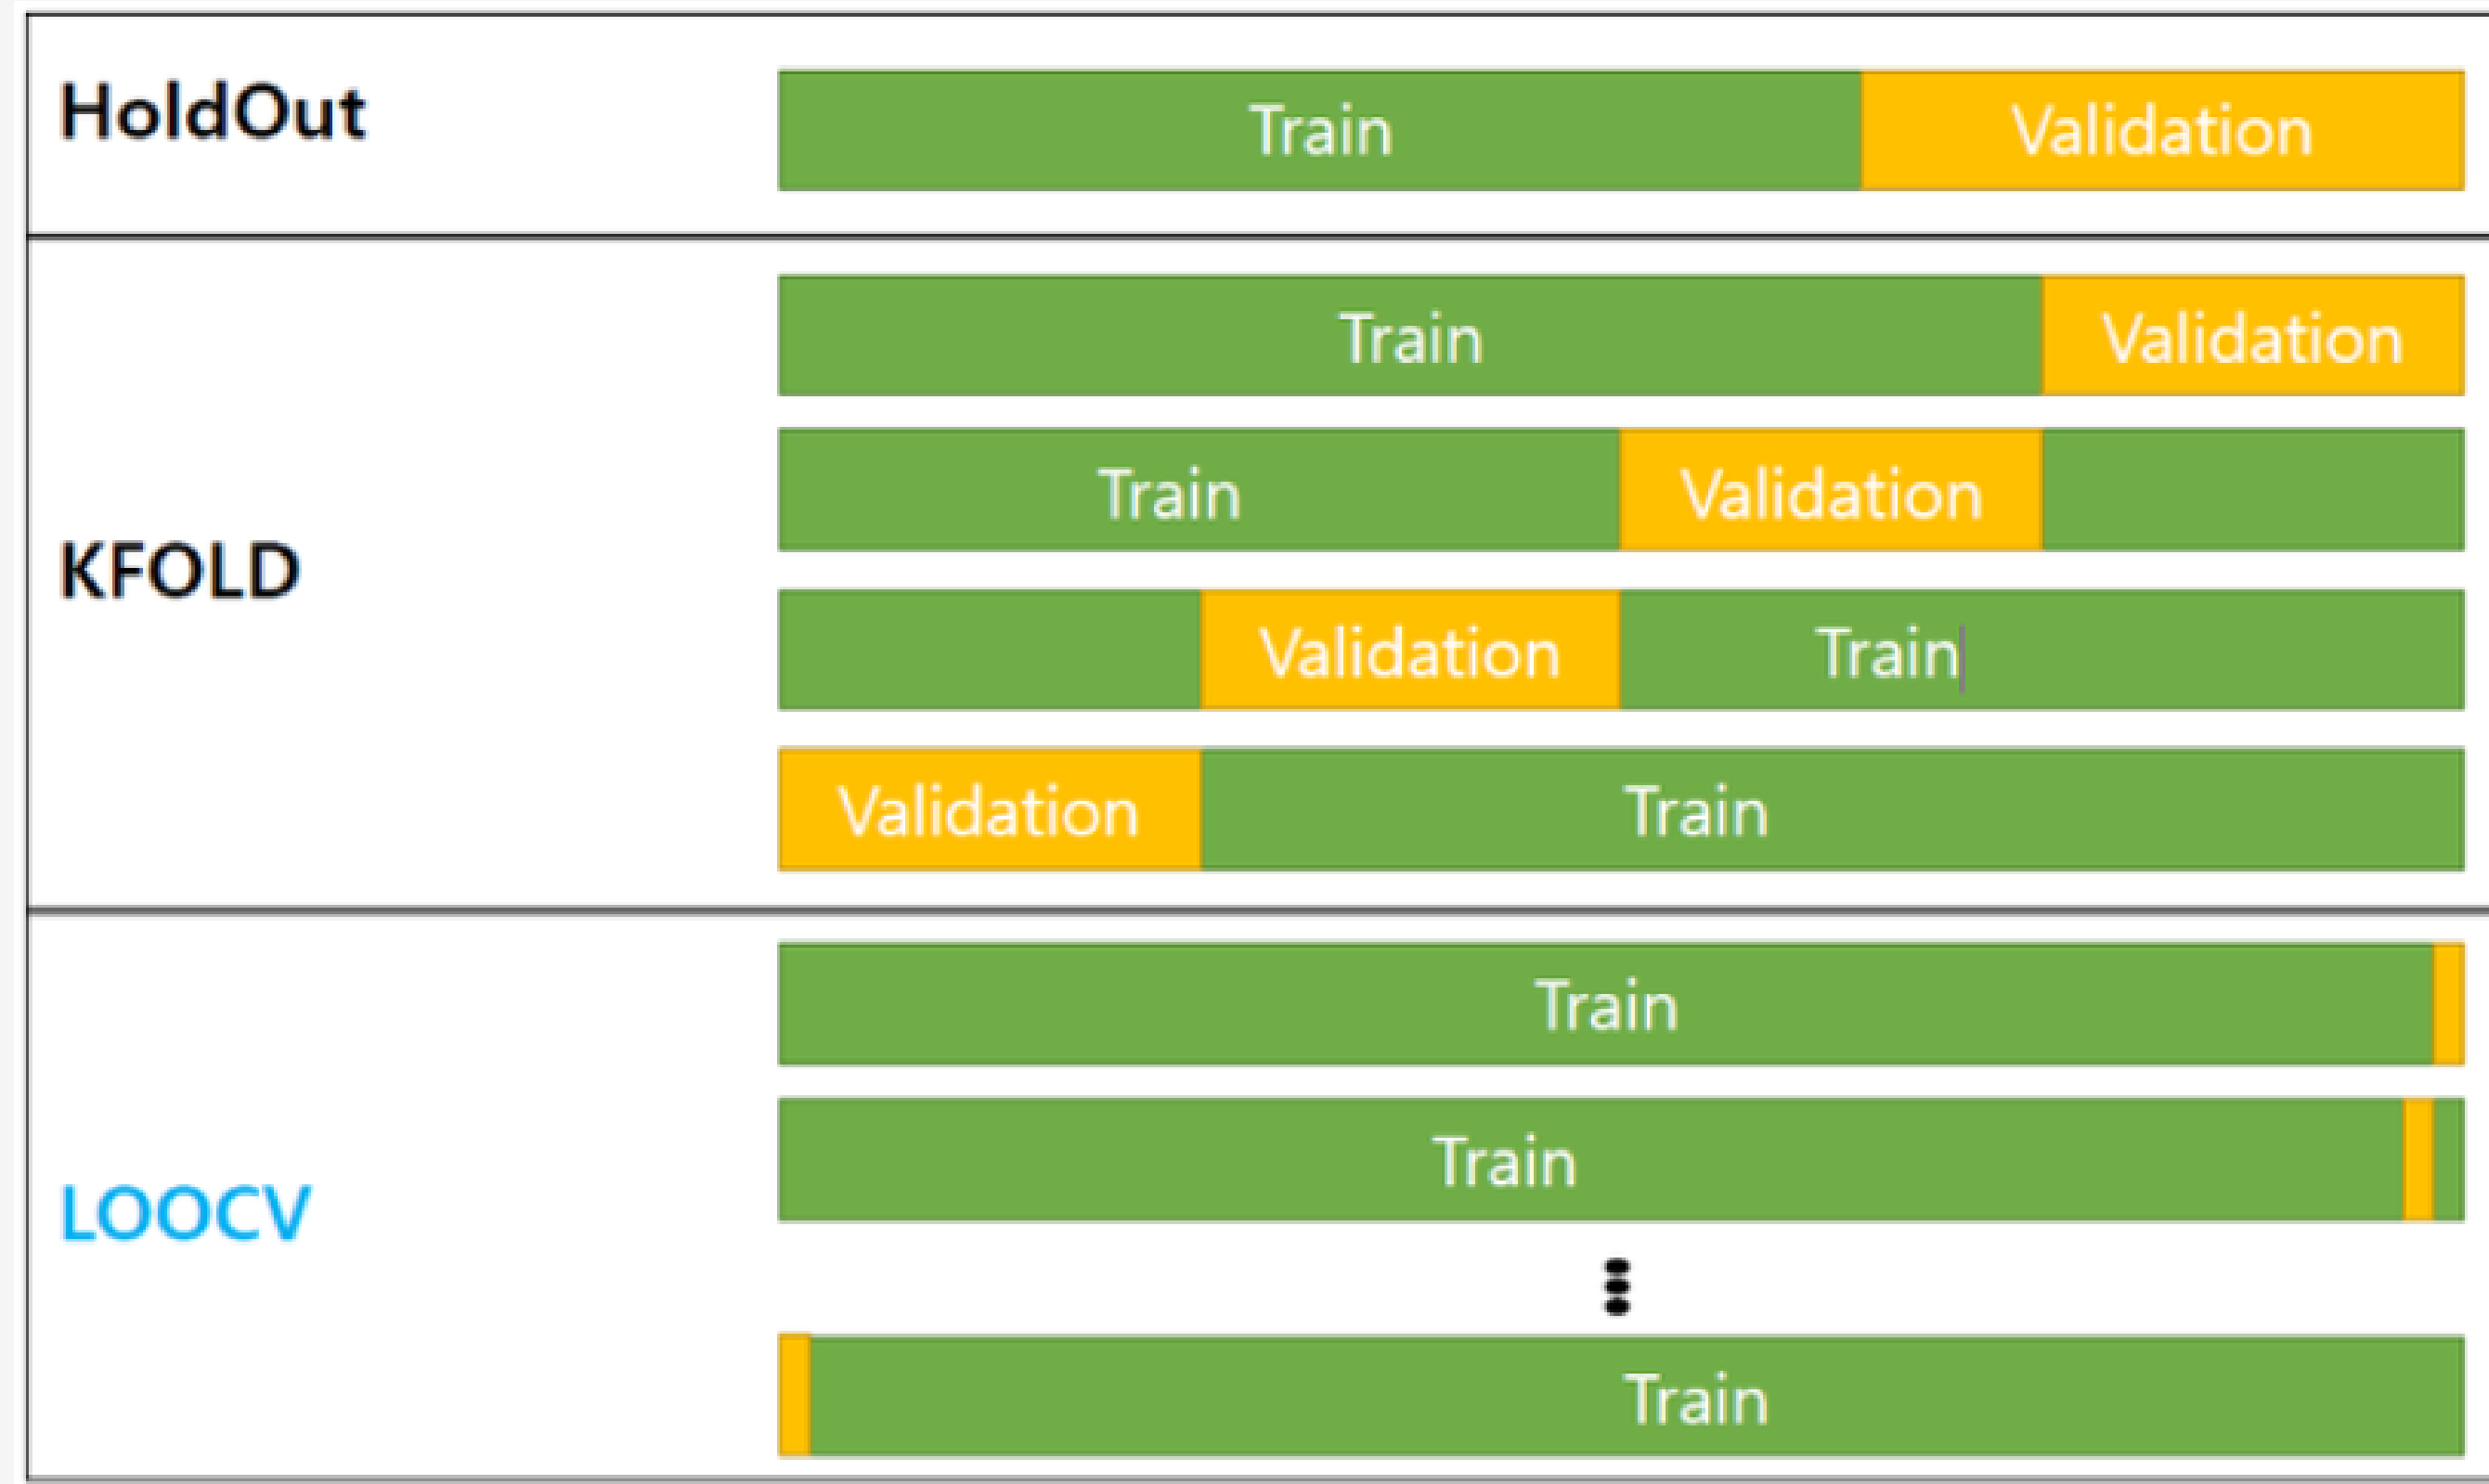 HoldOut
Train Validation
KFOLD
Train Validation
Train Validation
Validation Train
Validation Train
LOOCV
Train
Train
Train